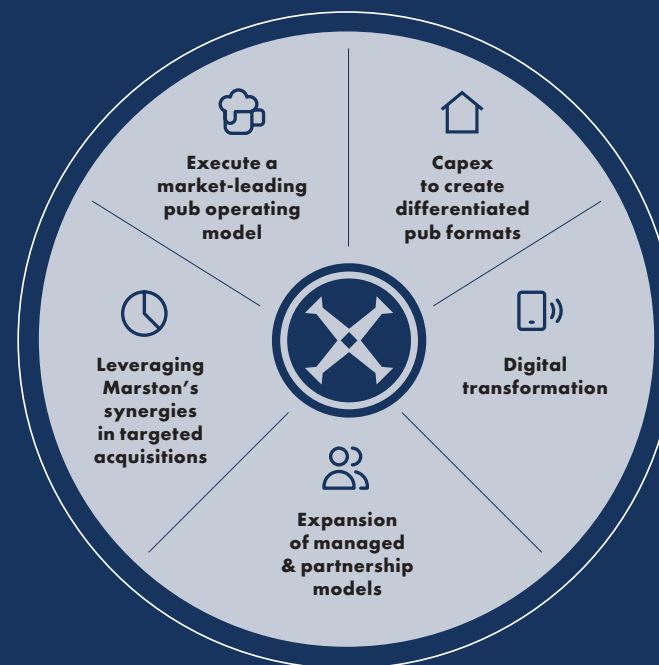 Execute a
market-leading
pub operating
model
Capex
to create
differentiated
pub formats
Digital
transformation
Expansion
of managed
& partnership
models
Leveraging
Marston’s
synergies
in targeted
acquisitions